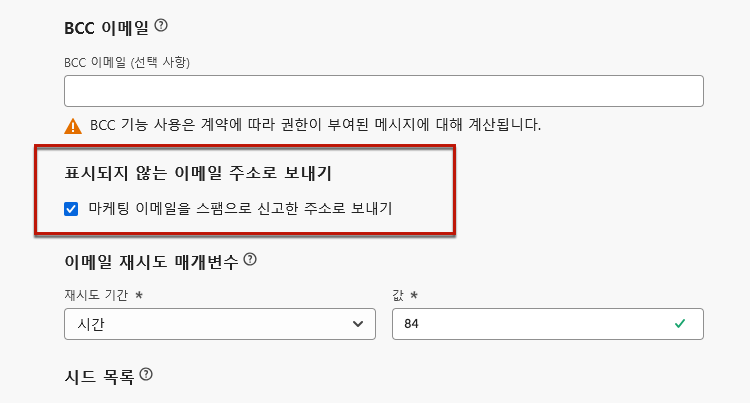 BCC 이메일
BCC 이메일 (선택 사항)
BCC 기능 사용은 계약에 따라 권한이 부여된 메시지에 대해 계산됩니다.
표시되지 않는 이메일 주소로 보내기
마케팅 이메일을 스팸으로 신고한 주소로 보내기
이메일 재시도 매개변수
재시도 기간 * 값 *
시간 84
시드 목록